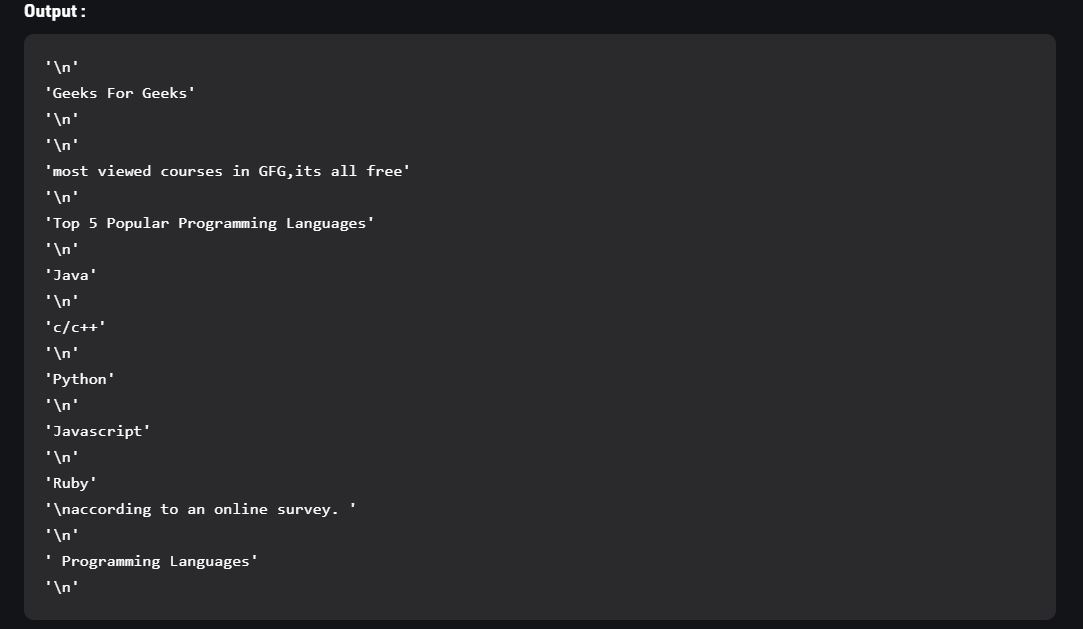 Output :
'\n'
'Geeks For Geeks'
'\n'
'\n'
'most viewed courses in GFG,its all free'
'\n'
'Top 5 Popular Programming Languages'
'\n'
'Java'
'\n'
'c/c++'
'\n'
'Python'
'\n'
'Javascript'
'\n'
'Ruby'
'\naccording to an online survey. '
'\n'
' Programming Languages'
'\n'